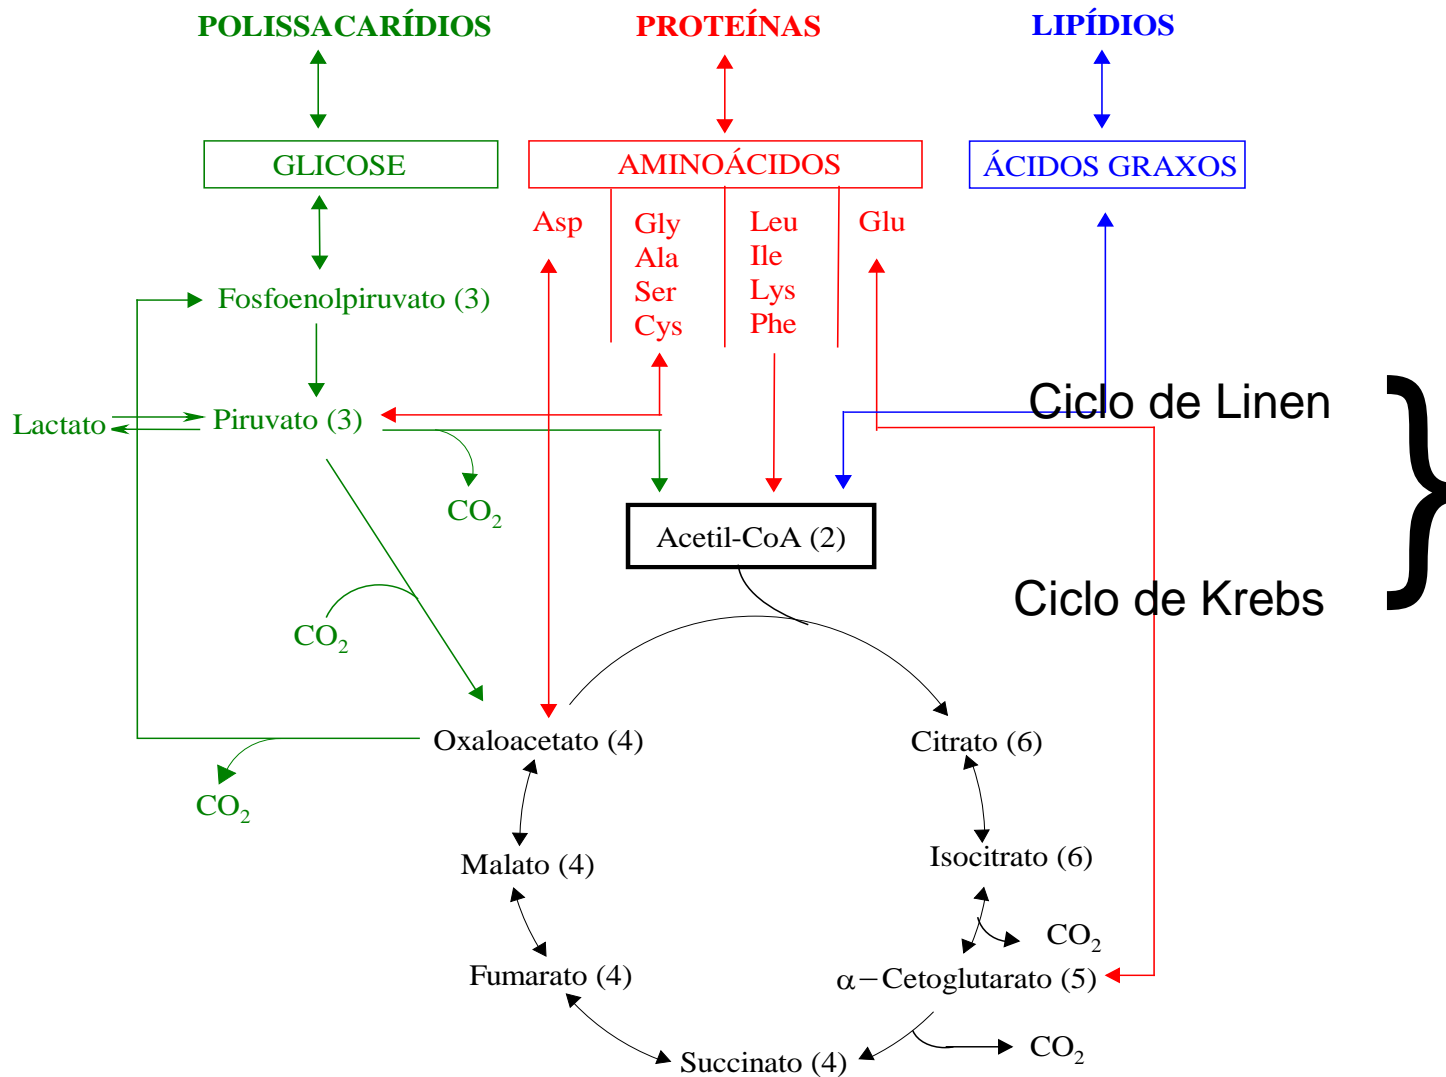 POLISSACARÍDIOS
PROTEÍNAS
LIPÍDIOS
GLICOSE
AMINOÁCIDOS
ÁCIDOS GRAXOS
Asp
Gly
Ala
Ser
Cys
Leu
Ile
Lys
Phe
Glu
Fosfoenolpiruvato (3)
Lactato
Piruvato (3)
Ciclo de Linen
CO₂
Acetil-CoA (2)
Ciclo de Krebs
CO₂
Oxaloacetato (4)
Citrato (6)
CO₂
Malato (4)
Isocitrato (6)
CO₂
Fumarato (4)
α−Cetoglutarato (5)
Succinato (4)
CO₂